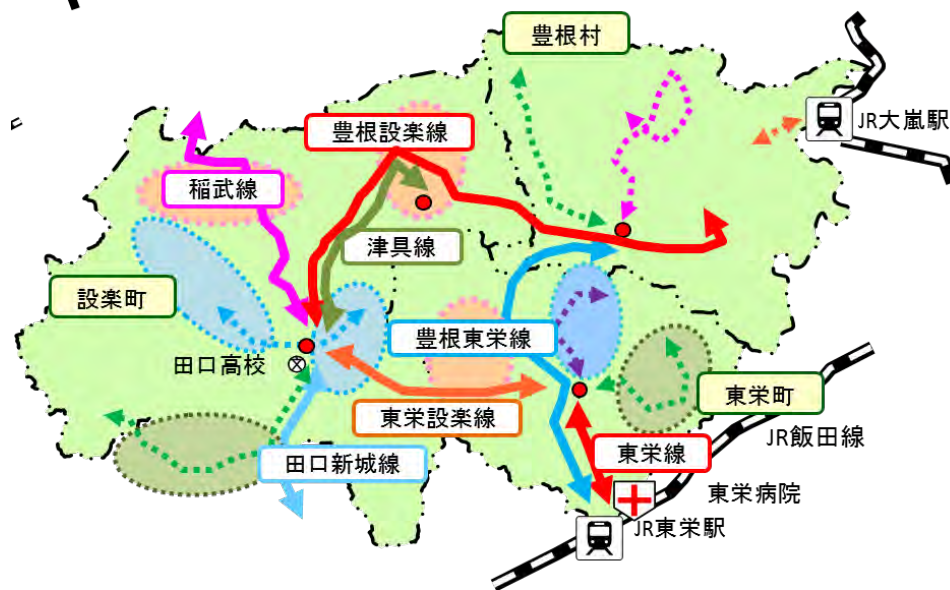 豊根村
JR大嵐駅
豊根設楽線
稲武線
津具線
設楽町
豊根東栄線
田口高校
文
東栄設楽線
東栄町
JR飯田線
田口新城線
東栄線
東栄病院
JR東栄駅